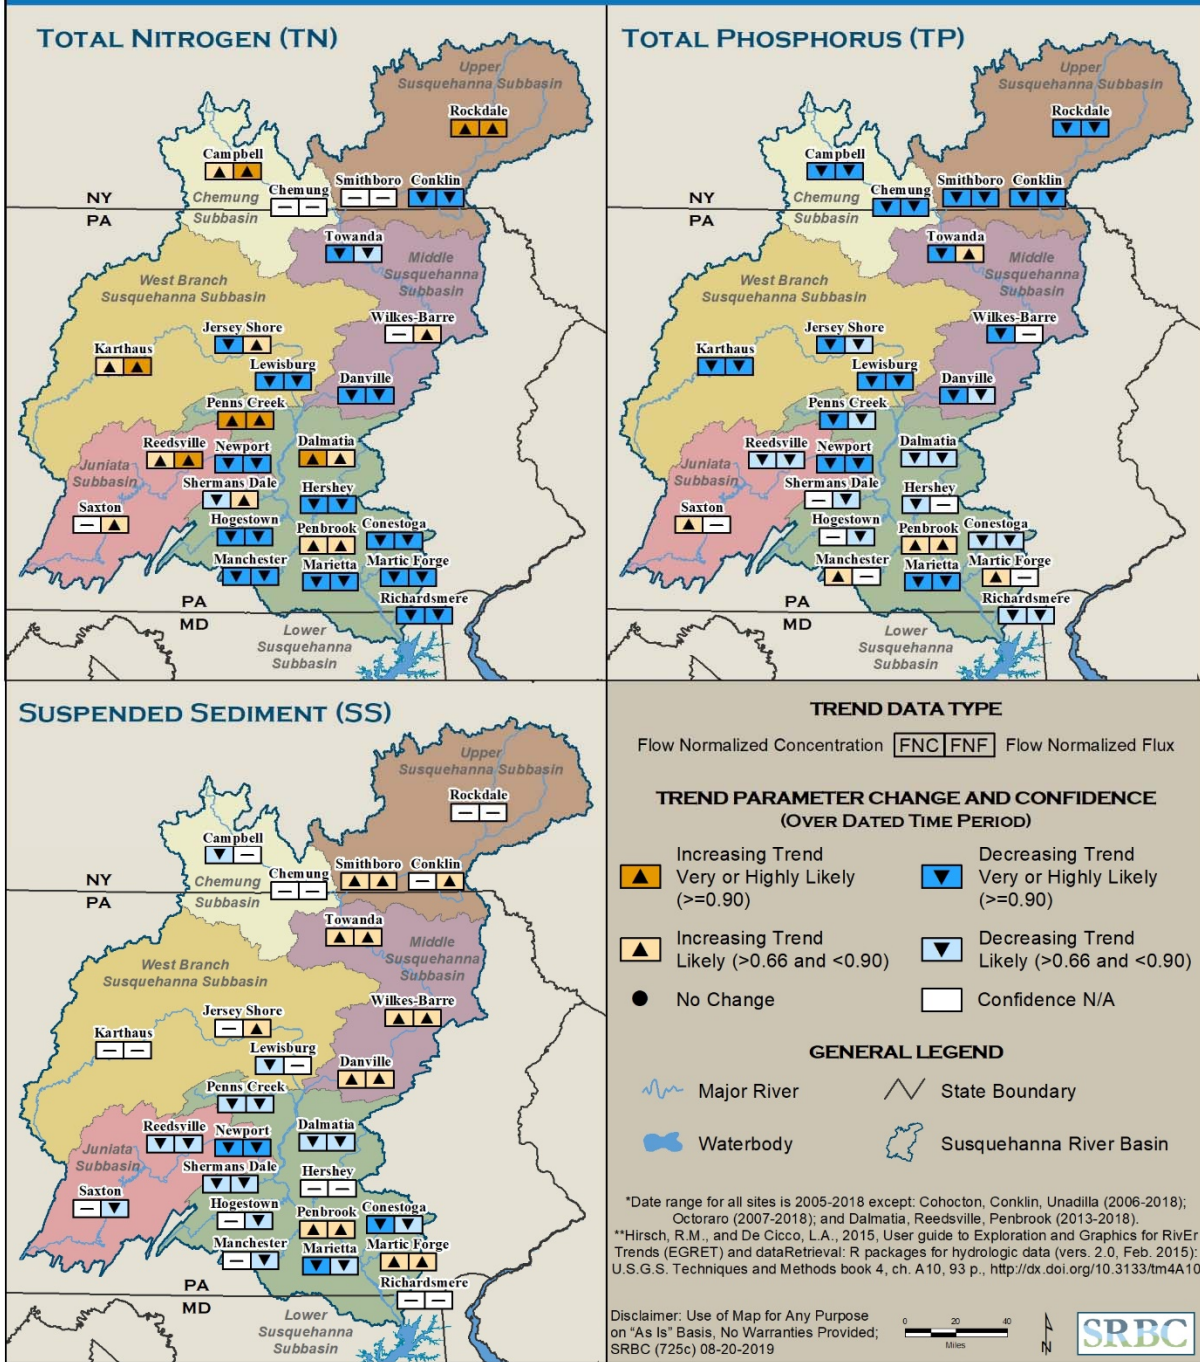 TOTAL NITROGEN (TN)
Upper
Susquehanna Subbasin
Rockdale
Campbell
Chemung
Smithboro
Conklin
NY
PA
Chemung
Subbasin
Towanda
Middle
Susquehanna
Subbasin
West Branch
Susquehanna Subbasin
Wilkes-Barre
Jersey Shore
Karthaus
Lewisburg
Danville
Penns Creek
Reedsville
Newport
Dalmatia
Juniata
Subbasin
Shermans Dale
Saxton
Hershey
Hogestown
Penbrook
Conestoga
Manchester
Marietta
Martic Forge
Richardsmere
PA
MD
Lower
Susquehanna
Subbasin
TOTAL PHOSPHORUS (TP)
Upper
Susquehanna Subbasin
Rockdale
Campbell
Chemung
Smithboro
Conklin
NY
PA
Chemung
Subbasin
Towanda
Middle
Susquehanna
Subbasin
West Branch
Susquehanna Subbasin
Wilkes-Barre
Jersey Shore
Karthaus
Lewisburg
Danville
Penns Creek
Reedsville
Newport
Dalmatia
Juniata
Subbasin
Shermans Dale
Saxton
Hershey
Hogestown
Penbrook
Conestoga
Manchester
Marietta
Martic Forge
Richardsmere
PA
MD
Lower
Susquehanna
Subbasin
SUSPENDED SEDIMENT (SS)
Upper
Susquehanna Subbasin
Rockdale
Campbell
Chemung
Smithboro
Conklin
NY
PA
Chemung
Subbasin
Towanda
Middle
Susquehanna
Subbasin
West Branch
Susquehanna Subbasin
Wilkes-Barre
Jersey Shore
Karthaus
Lewisburg
Danville
Penns Creek
Reedsville
Newport
Dalmatia
Juniata
Subbasin
Shermans Dale
Saxton
Hershey
Hogestown
Penbrook
Conestoga
Manchester
Marietta
Martic Forge
Richardsmere
PA
MD
Lower
Susquehanna
Subbasin
TREND DATA TYPE
Flow Normalized Concentration FNC FNF Flow Normalized Flux
TREND PARAMETER CHANGE AND CONFIDENCE
(OVER DATED TIME PERIOD)
Increasing Trend
Very or Highly Likely
(>=0.90)
Decreasing Trend
Very or Highly Likely
(>=0.90)
Increasing Trend
Likely (>0.66 and <0.90)
Decreasing Trend
Likely (>0.66 and <0.90)
No Change
Confidence N/A
GENERAL LEGEND
Major River
State Boundary
Waterbody
Susquehanna River Basin
*Date range for all sites is 2005-2018 except: Cohocton, Conklin, Unadilla (2006-2018);
Octoraro (2007-2018); and Dalmatia, Reedsville, Penbrook (2013-2018).
**Hirsch, R.M., and De Cicco, L.A., 2015, User guide to Exploration and Graphics for RivEr
Trends (EGRET) and dataRetrieval: R packages for hydrologic data (vers. 2.0, Feb. 2015):
U.S.G.S. Techniques and Methods book 4, ch. A10, 93 p., http://dx.doi.org/10.3133/tm4A10
Disclaimer: Use of Map for Any Purpose
on "As Is" Basis, No Warranties Provided;
SRBC (725c) 08-20-2019
0 20 40
Miles
N
SRBC